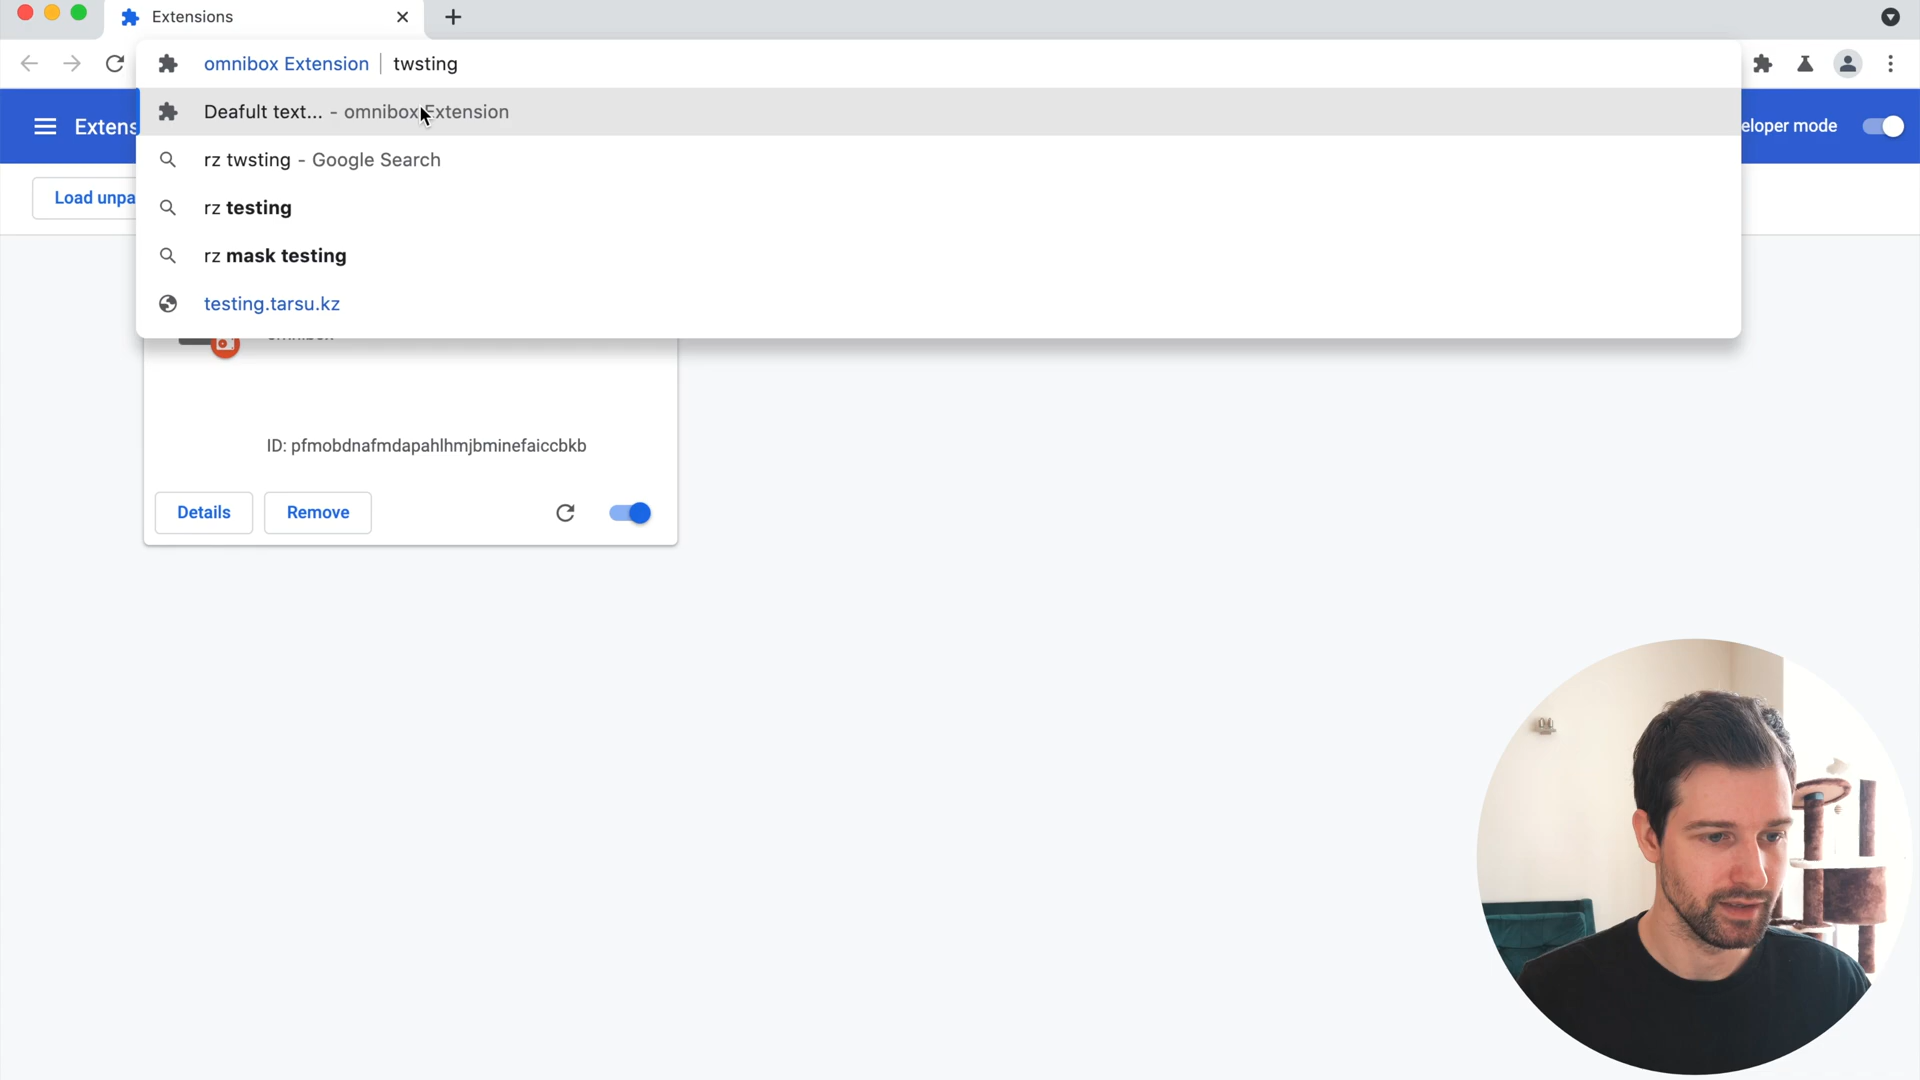 Extensions
omnibox Extension | twsting
Deafult text... - omnibox Extension
Extens
eloper mode
rz twsting - Google Search
Load unpa
rz testing
rz mask testing
testing.tarsu.kz
ID: pfmobdnafmdapahlhmjbminefaiccbkb
Details
Remove